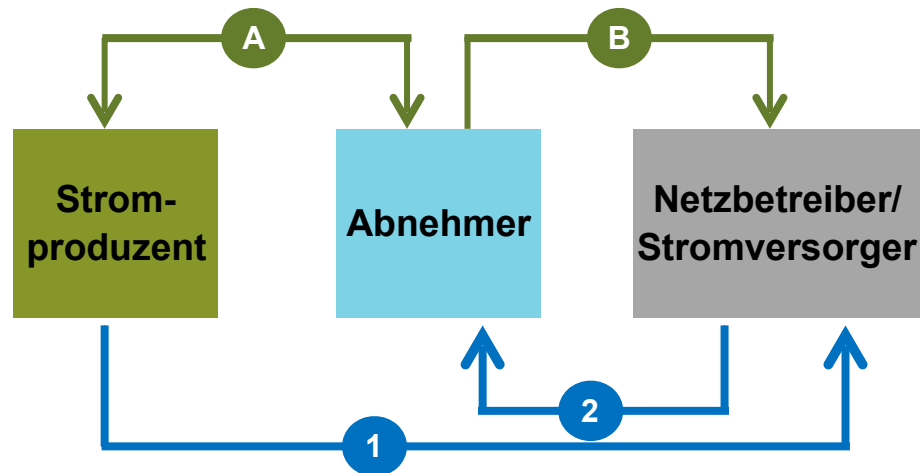 A
B
Strom-
produzent
Abnehmer
Netzbetreiber/
Stromversorger
2
1